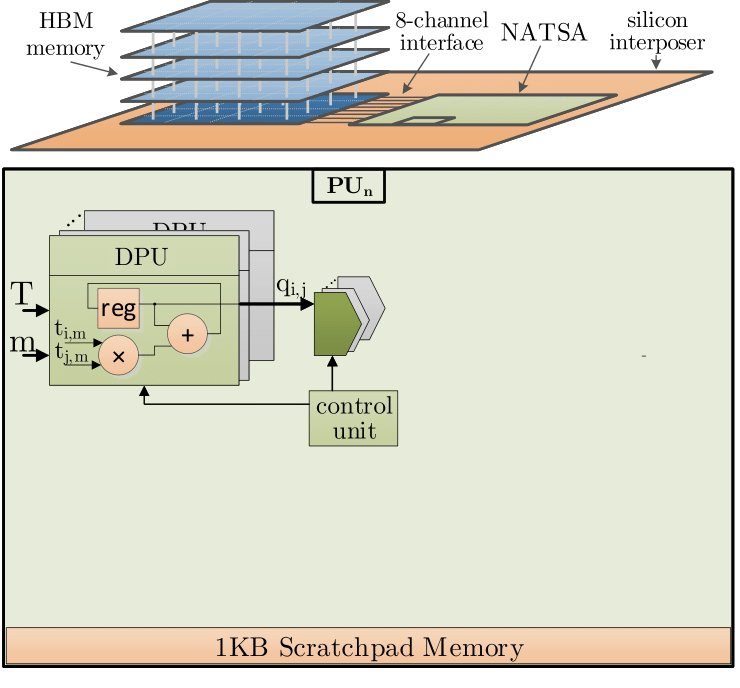 HBM
memory
8-channel
interface
NATSA
silicon
interposer
PUn
DPU
DPU
T
m
reg
ti,m
tj,m
×
+
qi,j
control
unit
1KB Scratchpad Memory